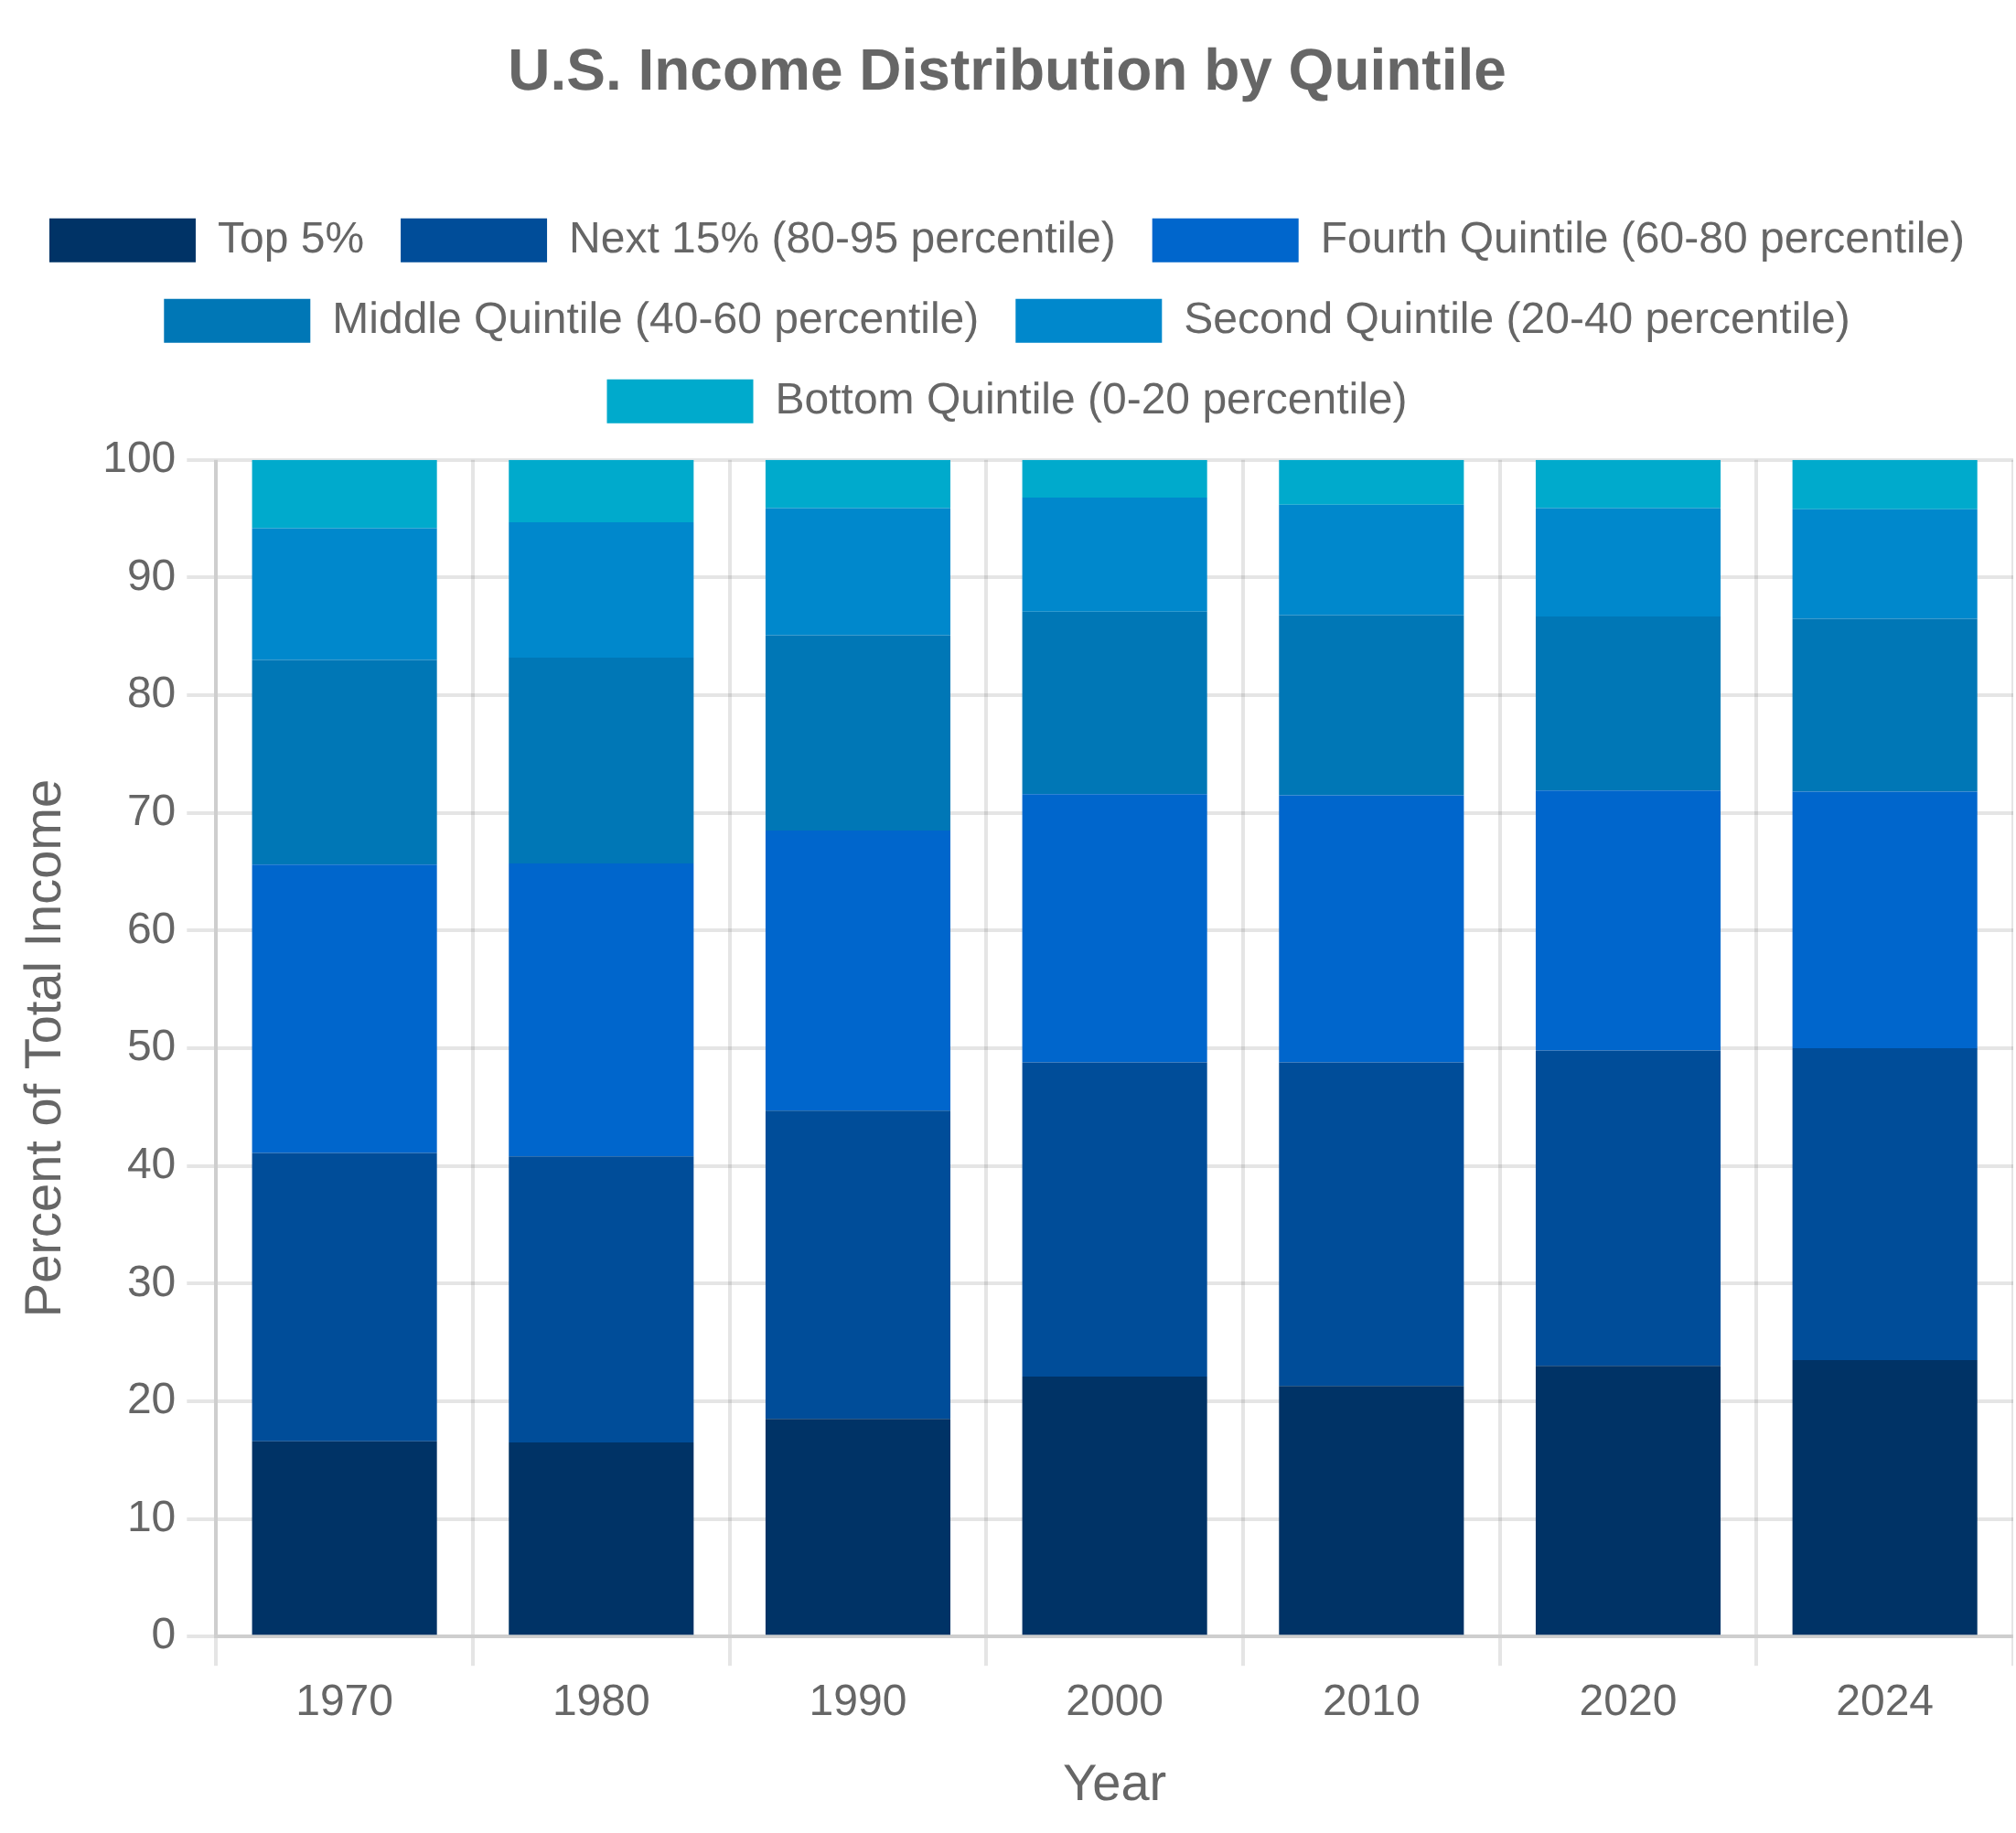 U.S. Income Distribution by Quintile
Top 5% Next 15% (80-95 percentile) Fourth Quintile (60-80 percentile)
Middle Quintile (40-60 percentile) Second Quintile (20-40 percentile)
Bottom Quintile (0-20 percentile)
100
90
80
70
60
50
40
30
20
10
0
Percent of Total Income
1970 1980 1990 2000 2010 2020 2024
Year